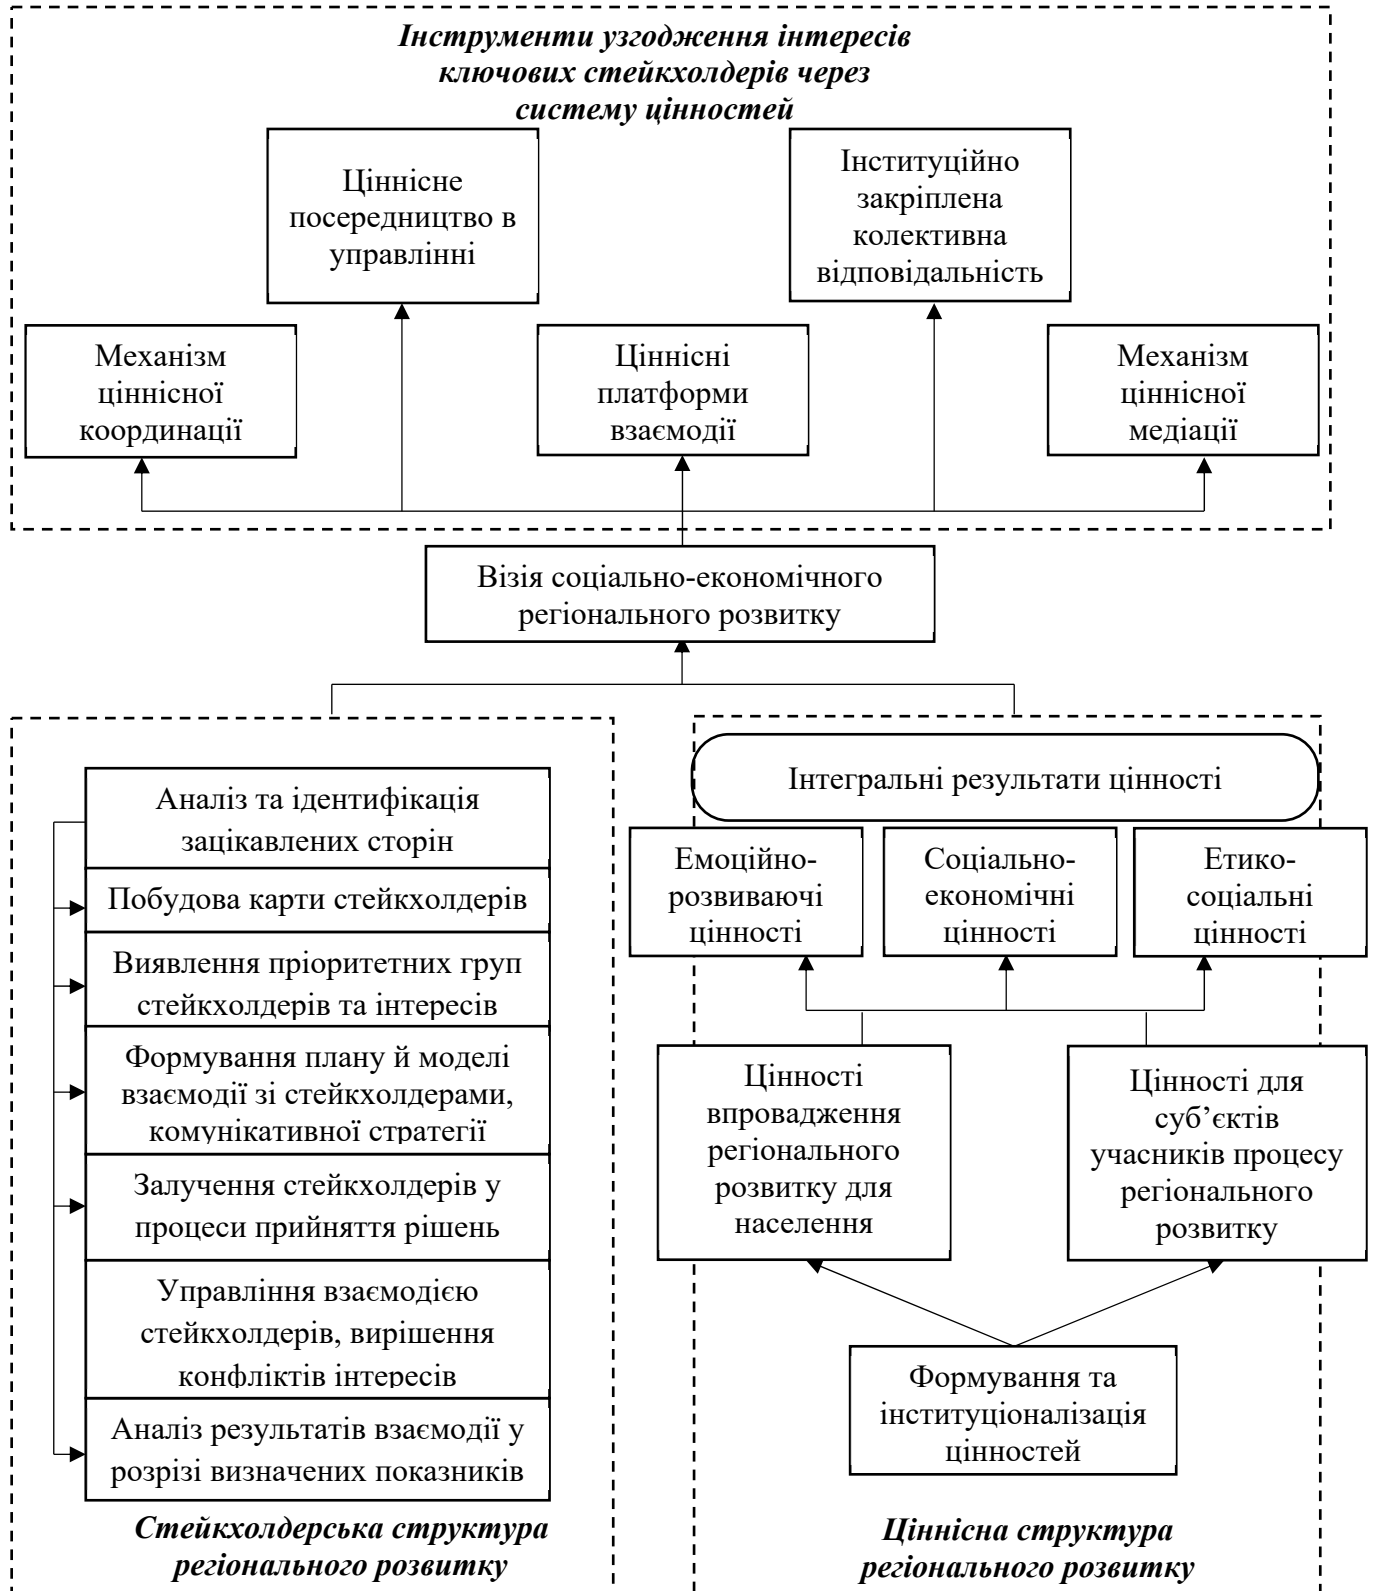 Інструменти узгодження інтересів
ключових стейкхолдерів через
систему цінностей
Ціннісне
посередництво в
управлінні
Інституційно
закріплена
колективна
відповідальність
Механізм
ціннісної
координації
Ціннісні
платформи
взаємодії
Механізм
ціннісної
медіації
Візія соціально-економічного
регіонального розвитку
Аналіз та ідентифікація
зацікавлених сторін
Побудова карти стейкхолдерів
Виявлення пріоритетних груп
стейкхолдерів та інтересів
Формування плану й моделі
взаємодії зі стейкхолдерами,
комунікативної стратегії
Залучення стейкхолдерів у
процеси прийняття рішень
Управління взаємодією
стейкхолдерів, вирішення
конфліктів інтересів
Аналіз результатів взаємодії у
розрізі визначених показників
Стейкхолдерська структура
регіонального розвитку
Інтегральні результати цінності
Емоційно-
розвиваючі
цінності
Соціально-
економічні
цінності
Етико-
соціальні
цінності
Цінності
впровадження
регіонального
розвитку для
населення
Цінності для
суб’єктів
учасників процесу
регіонального
розвитку
Формування та
інституціоналізація
цінностей
Ціннісна структура
регіонального розвитку